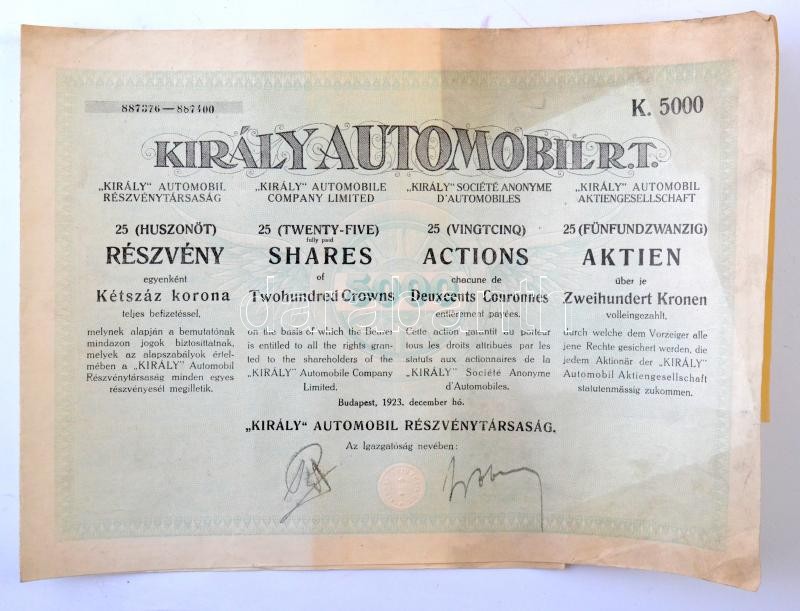 887376—887400
K. 5000
KIRÁLY AUTOMOBIL R.T.
„KIRÁLY“ AUTOMOBIL
RÉSZVÉNYTÁRSASÁG
25 (HUSZONÖT)
RÉSZVÉNY
egyenként
Kétszáz korona
teljes befizetéssel,
melynek alapján a bemutatónak
mindazon jogok biztosíttatnak,
melyek az alapszabályok értel-
mében a „KIRÁLY“ Automobil
Részvénytársaság minden egyes
részvényesét megilletik.
„KIRÁLY“ AUTOMOBILE
COMPANY LIMITED
25 (TWENTY-FIVE)
fully paid
SHARES
of
Twohundred Crowns
on the basis of which the Bearer
is entitled to all the rights gran-
ted to the shareholders of the
„KIRÁLY“ Automobile Company
Limited.
„KIRÁLY“ SOCIÉTÉ ANONYME
D'AUTOMOBILES
25 (VINGTCINQ)
ACTIONS
chacune de
Deuxcents Couronnes
entièrement payées.
Cette action garantit au porteur
tous les droits attribués par les
statuts aux actionnaires de la
„KIRÁLY“ Société Anonyme
d'Automobiles.
„KIRÁLY“ AUTOMOBIL
AKTIENGESELLSCHAFT
25 (FÜNFUNDZWANZIG)
AKTIEN
über je
Zweihundert Kronen
volleingezahlt,
durch welche dem Vorzeiger alle
jene Rechte gesichert werden, die
jedem Aktionär der „KIRÁLY“
Automobil Aktiengesellschaft
statutenmässig zukommen.
5000
Budapest, 1923. december hó.
„KIRÁLY“ AUTOMOBIL RÉSZVÉNYTÁRSASÁG.
Az Igazgatóság nevében:
darabanth